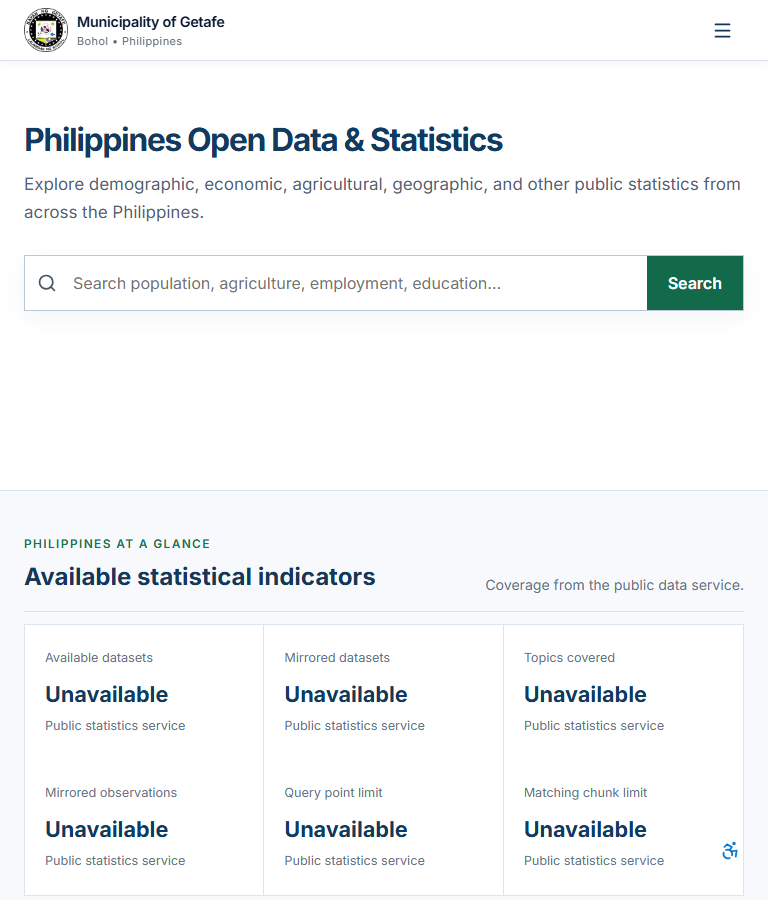 Municipality of Getafe
Bohol • Philippines
Philippines Open Data & Statistics
Explore demographic, economic, agricultural, geographic, and other public statistics from
across the Philippines.
Search population, agriculture, employment, education...
Search
PHILIPPINES AT A GLANCE
Available statistical indicators
Coverage from the public data service.
Available datasets
Unavailable
Public statistics service
Mirrored datasets
Unavailable
Public statistics service
Topics covered
Unavailable
Public statistics service
Mirrored observations
Unavailable
Public statistics service
Query point limit
Unavailable
Public statistics service
Matching chunk limit
Unavailable
Public statistics service